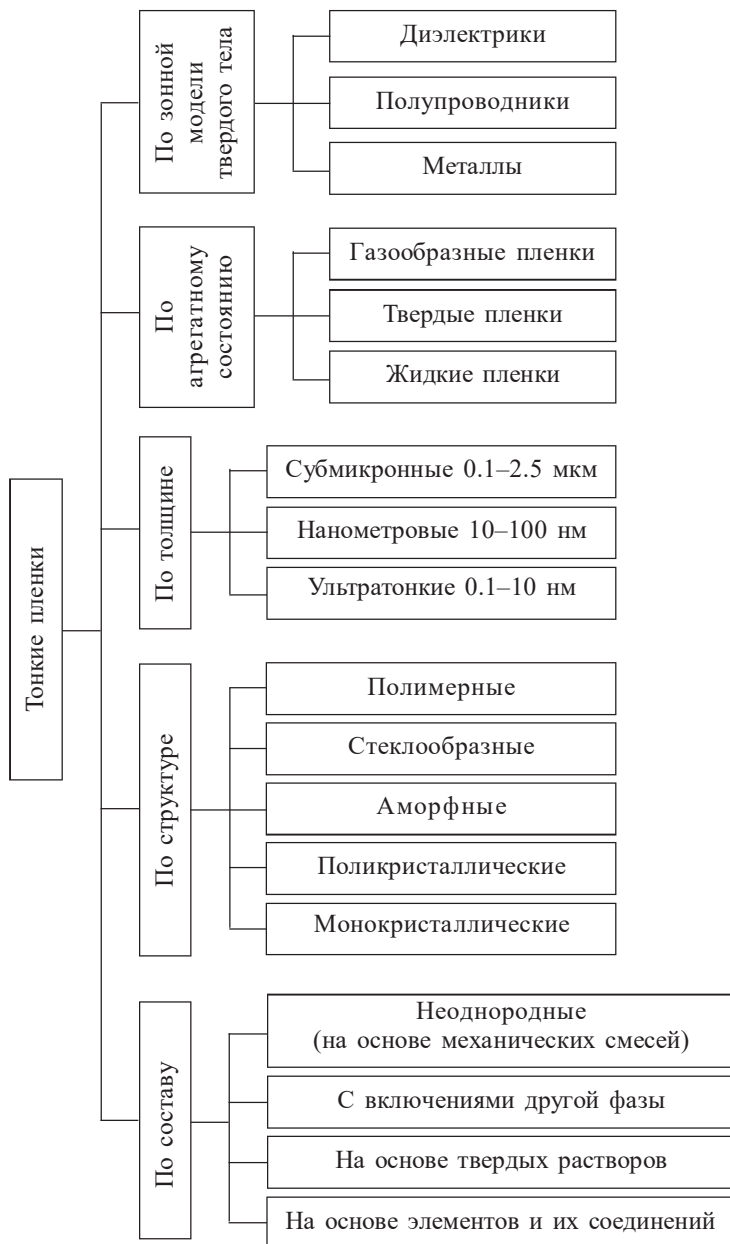 Тонкие пленки
По зонной
модели
твердого тела
Диэлектрики
Полупроводники
Металлы
По
агрегатному
состоянию
Газообразные пленки
Твердые пленки
Жидкие пленки
По толщине
Субмикронные 0.1–2.5 мкм
Нанометровые 10–100 нм
Ультратонкие 0.1–10 нм
По структуре
Полимерные
Стеклообразные
Аморфные
Поликристаллические
Монокристаллические
По составу
Неоднородные
(на основе механических смесей)
С включениями другой фазы
На основе твердых растворов
На основе элементов и их соединений